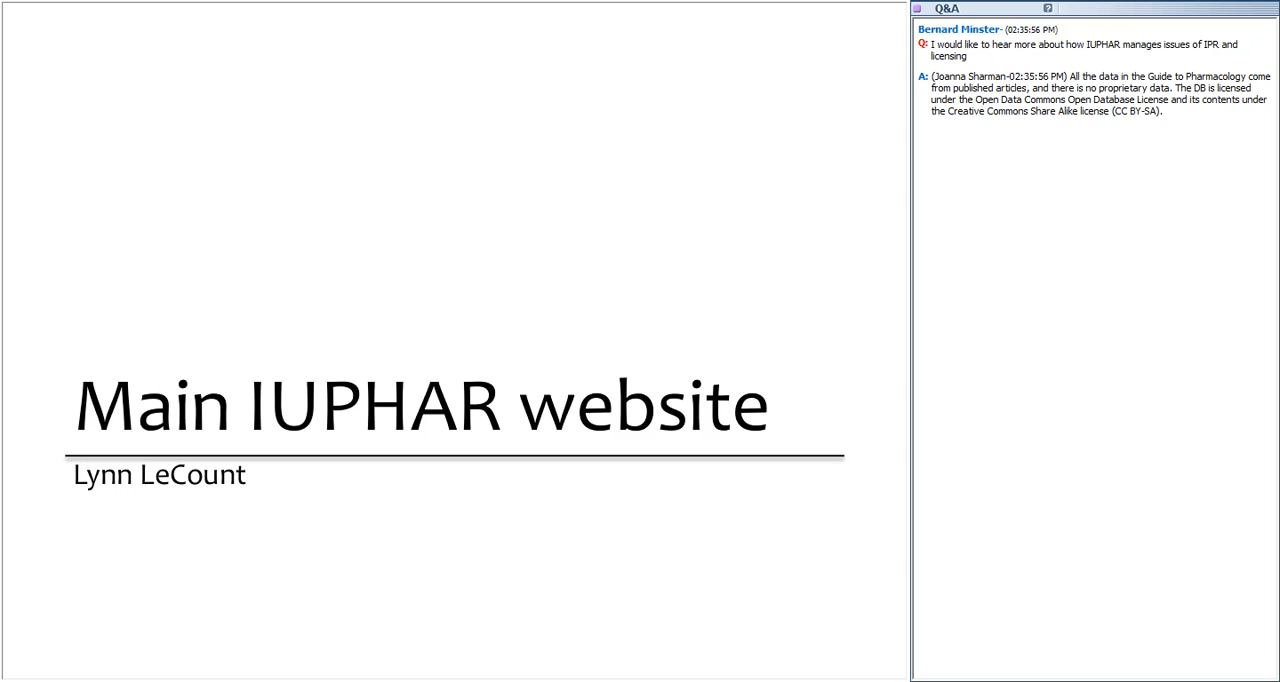 Main IUPHAR website
Lynn LeCount
Q&A
Bernard Minster- (02:35:56 PM)
Q: I would like to hear more about how IUPHAR manages issues of IPR and
licensing
A: (Joanna Sharman-02:35:56 PM) All the data in the Guide to Pharmacology come
from published articles, and there is no proprietary data. The DB is licensed
under the Open Data Commons Open Database License and its contents under
the Creative Commons Share Alike license (CC BY-SA).